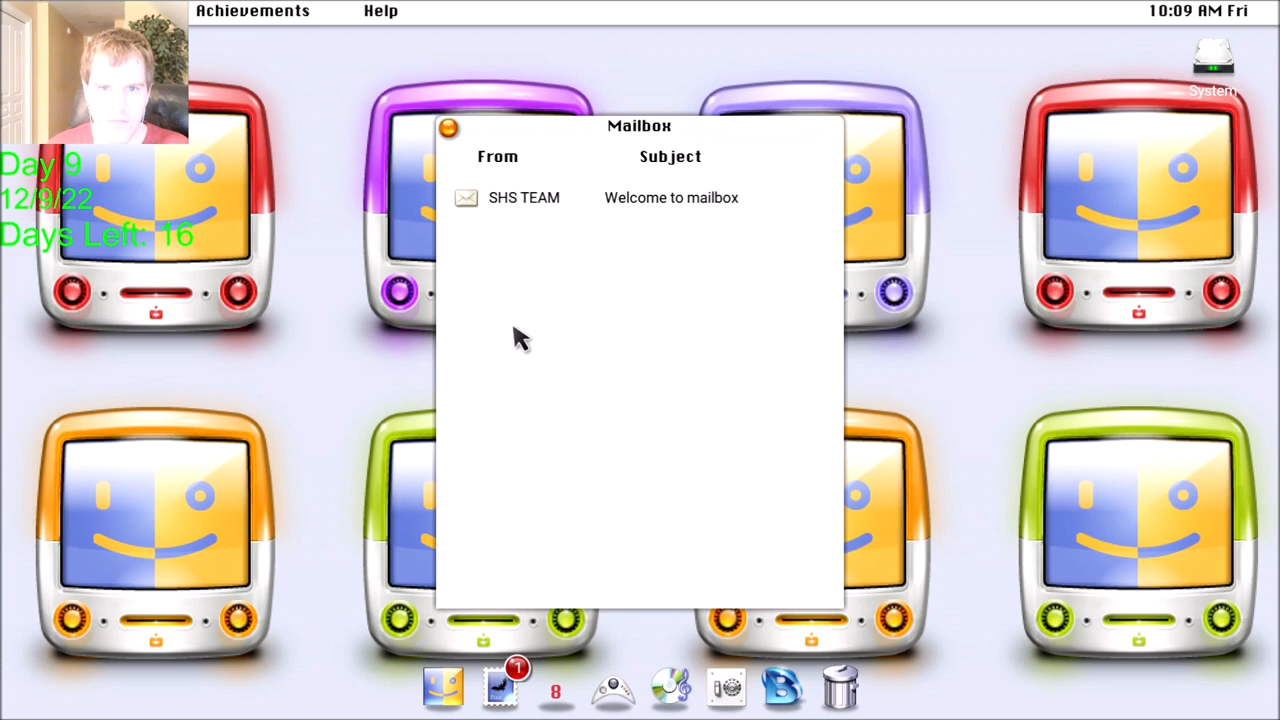 Achievements Help 10:09 AM Fri
System
Mailbox
From Subject
SHS TEAM Welcome to mailbox
Day 9
12/9/22
Days Left: 16
1
8